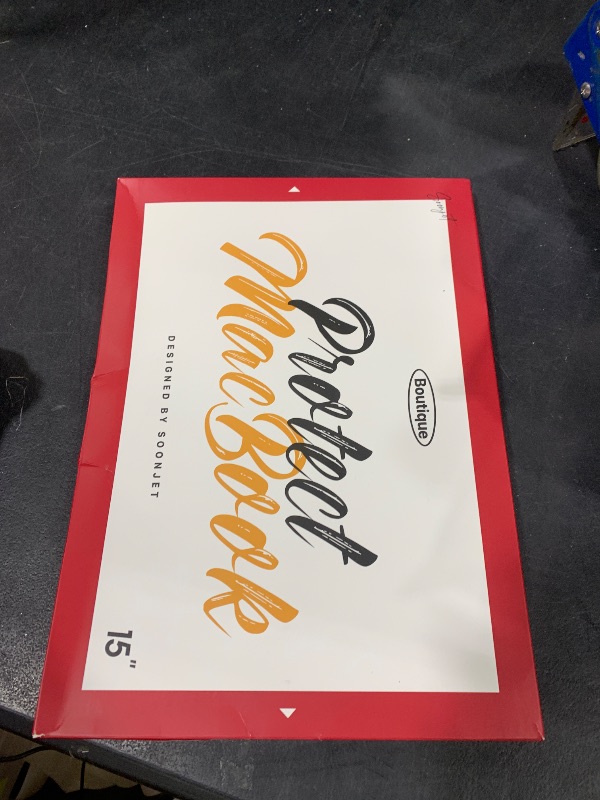 Boutique
Protect
MacBook
DESIGNED BY SOONJET
15"